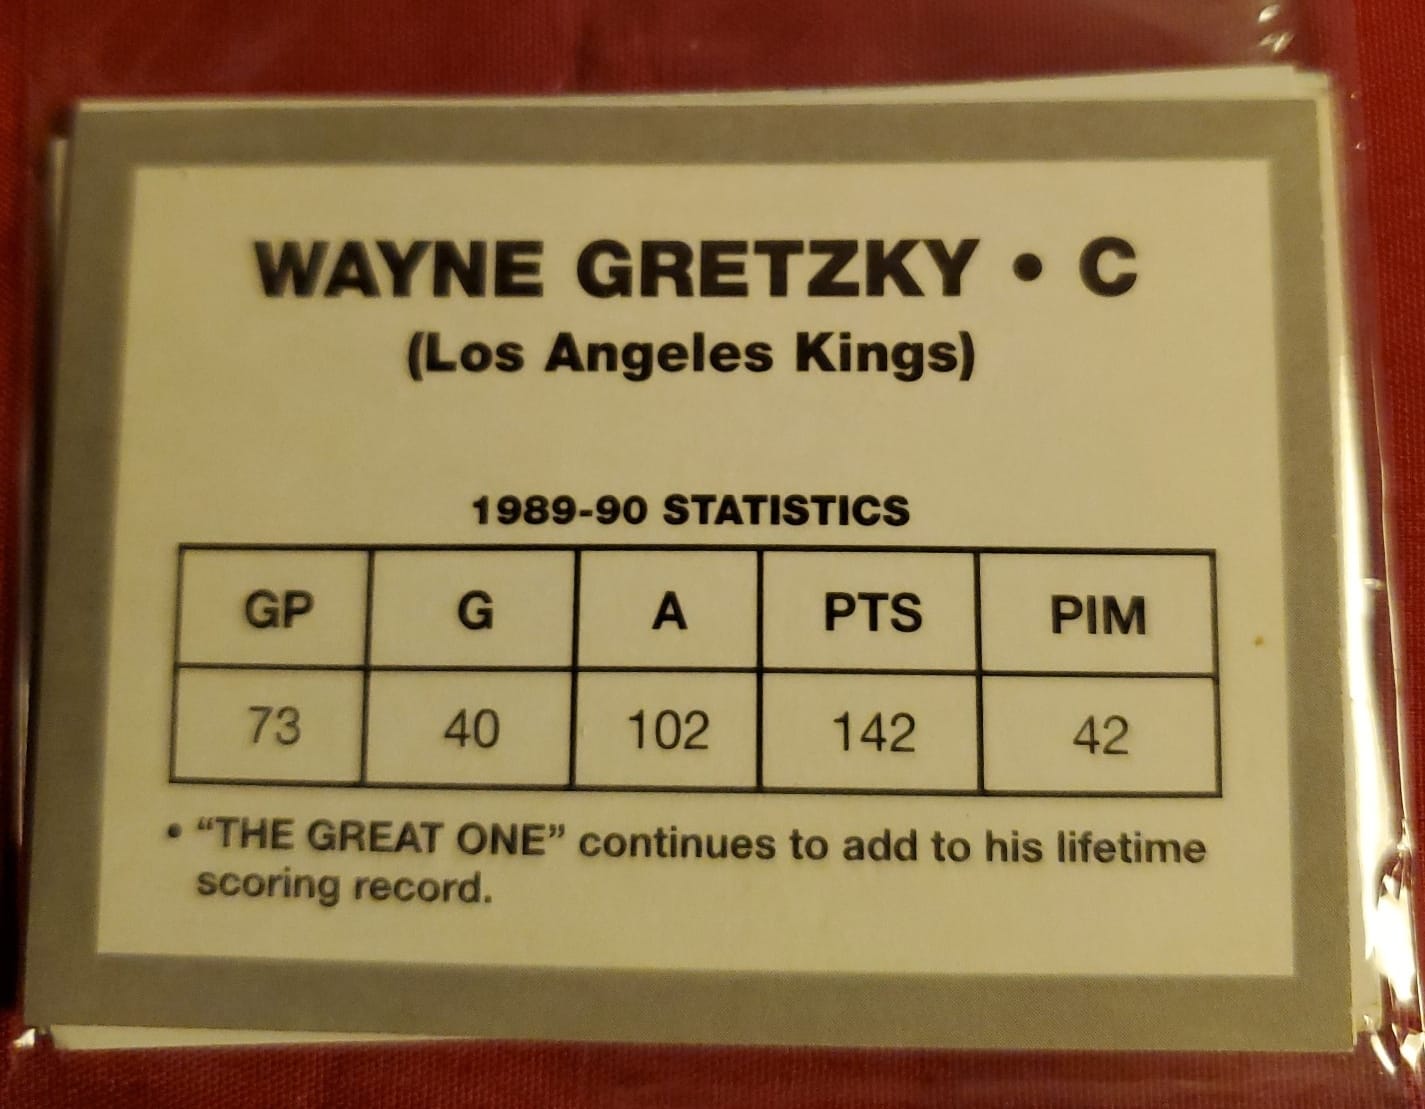 WAYNE GRETZKY • C
(Los Angeles Kings)
1989-90 STATISTICS
GP G A PTS PIM
73 40 102 142 42
• “THE GREAT ONE” continues to add to his lifetime
scoring record.